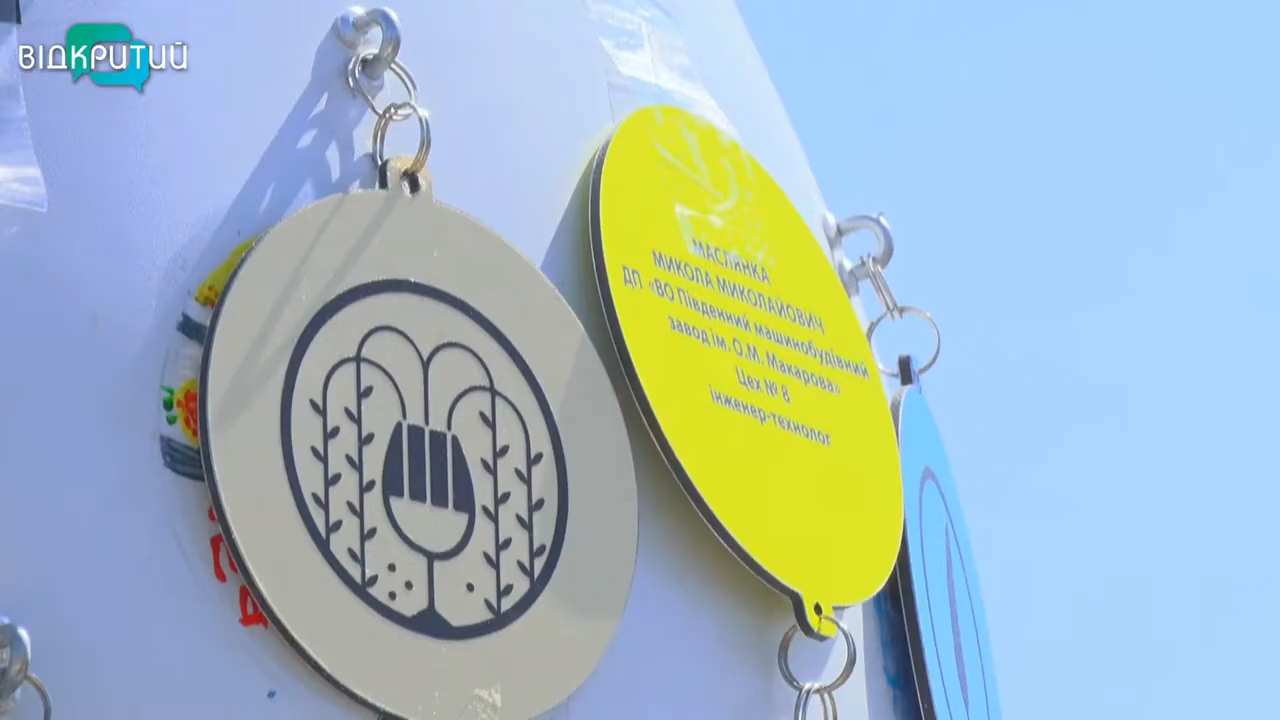 ВІДКРИТИЙ
МАСЛЯНКА
МИКОЛА МИКОЛАЙОВИЧ
ДП «ВО Південний машинобудівний
завод ім. О.М. Макарова»
Цех № 8
інженер-технолог